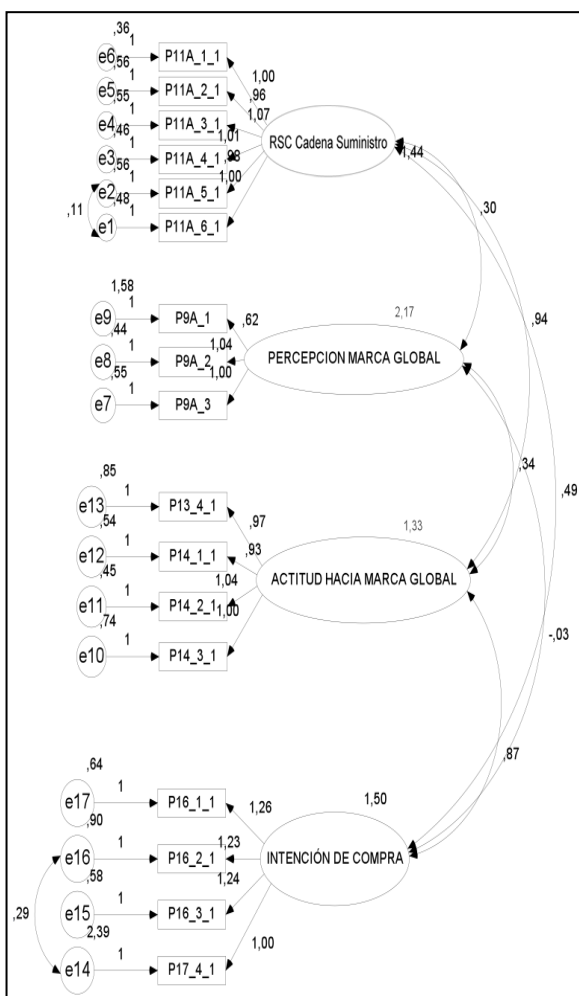 ,36
e6 1 P11A_1_1
,56
1,00
e5 1 P11A_2_1
,96
,55
1,07
e4 1 P11A_3_1
RSC Cadena Suministro
,46
1,01
1,44
e3 1 P11A_4_1
,98
,56
1,00
e2 1 P11A_5_1
,11
,48
e1 1 P11A_6_1
,30
1,58
e9 1 P9A_1
,62
2,17
,94
,44
e8 1 P9A_2
1,04
PERCEPCION MARCA GLOBAL
,55
1,00
e7 1 P9A_3
,85
e13 1 P13_4_1
,34
,49
,54
,97
1,33
e12 1 P14_1_1
,93
,45
ACTITUD HACIA MARCA GLOBAL
e11 1 P14_2_1
1,04
,74
1,00
e10 1 P14_3_1
-,03
,64
,87
e17 1 P16_1_1
1,26
1,50
,90
e16 1 P16_2_1
1,23
INTENCIÓN DE COMPRA
,58
1,24
e15 1 P16_3_1
,29
2,39
e14 1 P17_4_1
1,00